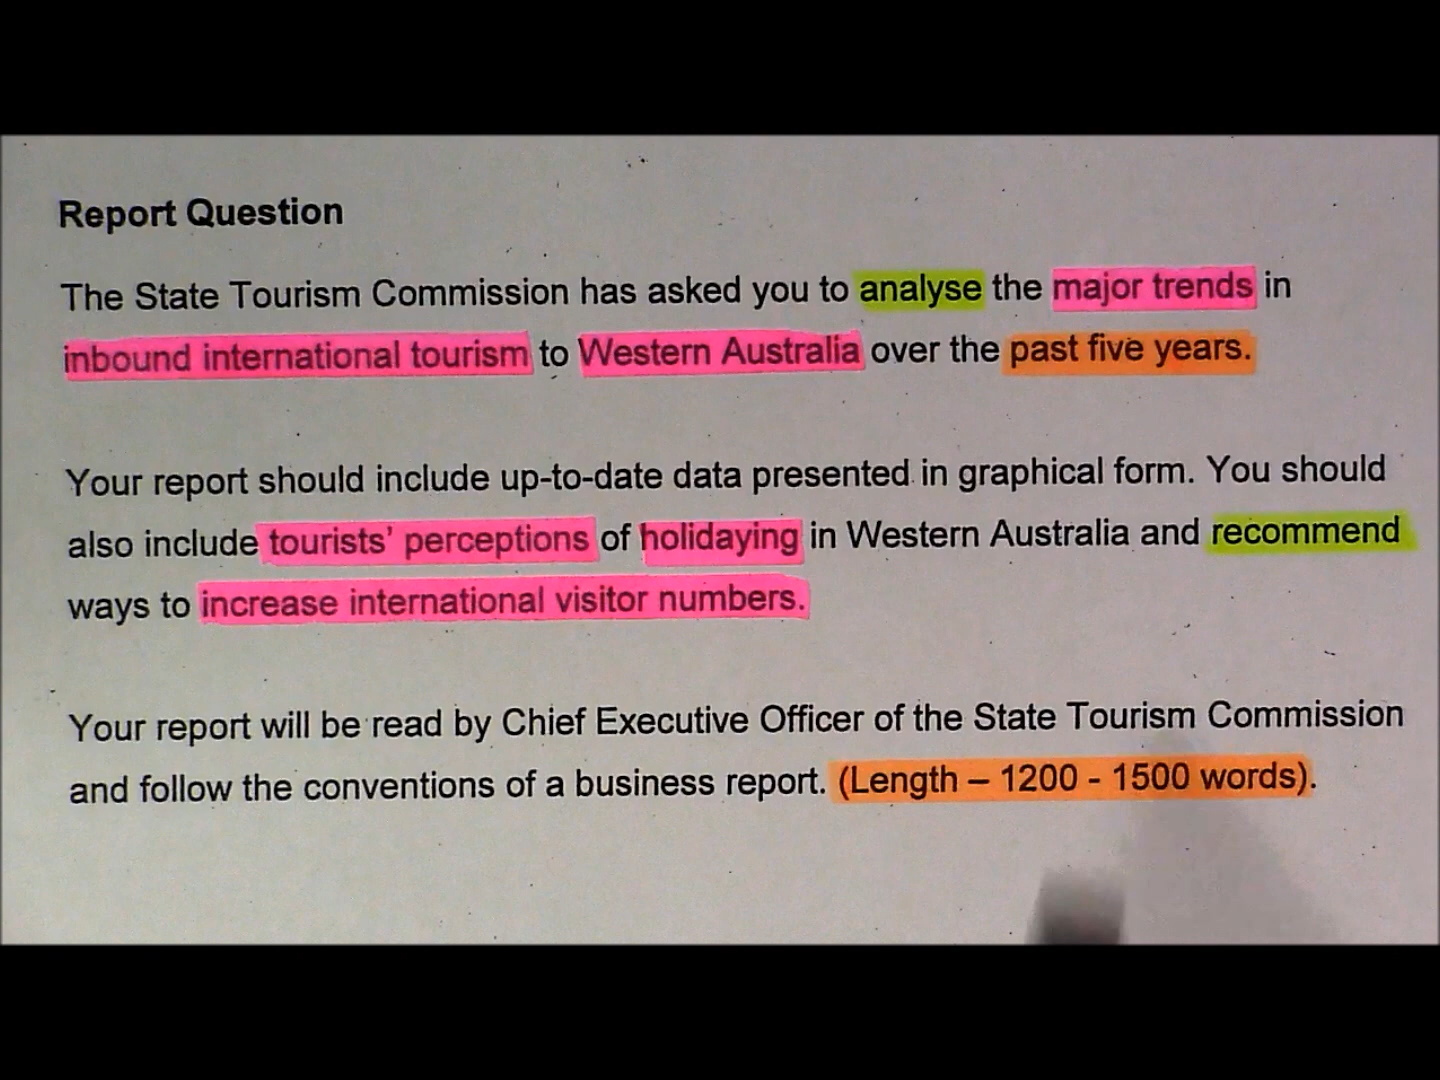 Report Question
The State Tourism Commission has asked you to analyse the major trends in
inbound international tourism to Western Australia over the past five years.
Your report should include up-to-date data presented in graphical form. You should
also include tourists’ perceptions of holidaying in Western Australia and recommend
ways to increase international visitor numbers.
Your report will be read by Chief Executive Officer of the State Tourism Commission
and follow the conventions of a business report. (Length – 1200 - 1500 words).